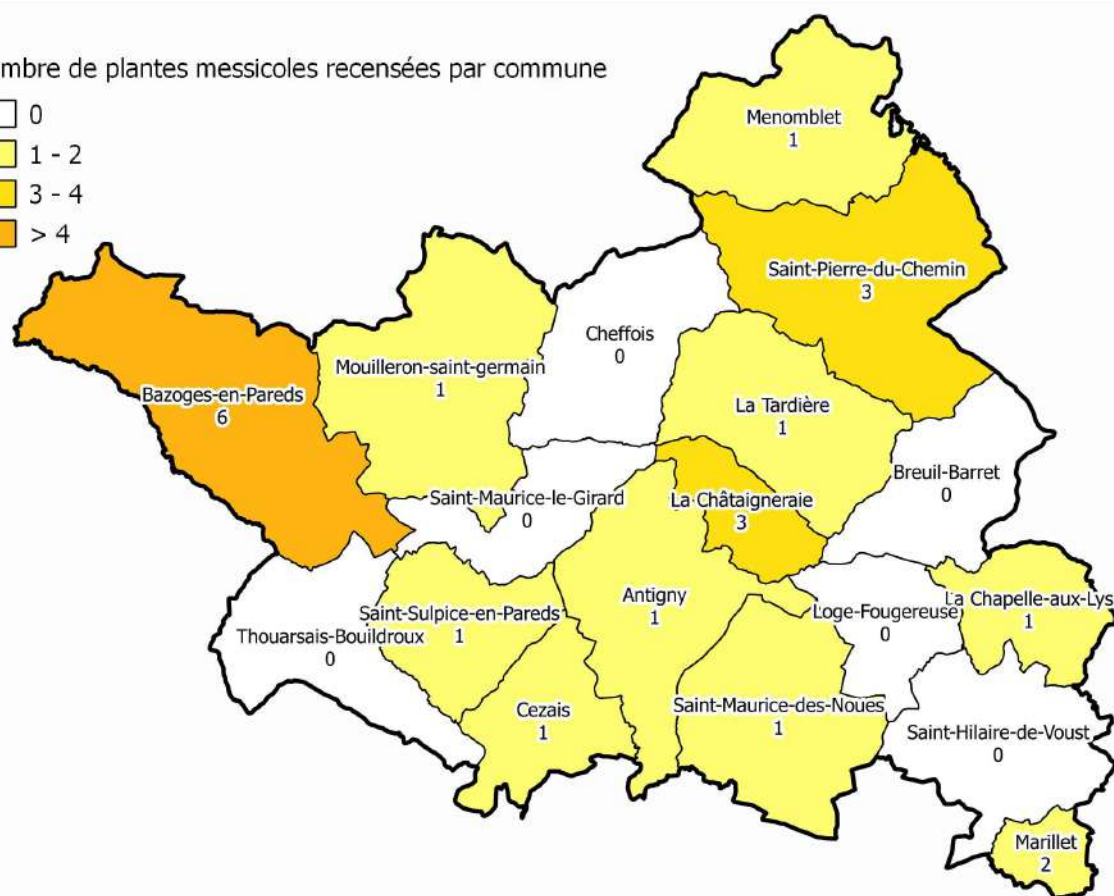 mbre de plantes messicoles recensées par commune
0
1 - 2
3 - 4
> 4
Menomblet
1
Saint-Pierre-du-Chemin
3
Cheffois
0
Mouilleron-saint-germain
1
Bazoges-en-Pareds
6
La Tardière
1
Breuil-Barret
0
Saint-Maurice-le-Girard
0
La Châtaigneraie
3
Antigny
1
Saint-Sulpice-en-Pareds
1
Thouarsais-Bouildroux
0
Loge-Fougereuse
0
La Chapelle-aux-Lys
1
Cezais
1
Saint-Maurice-des-Noues
1
Saint-Hilaire-de-Voust
0
Marillet
2